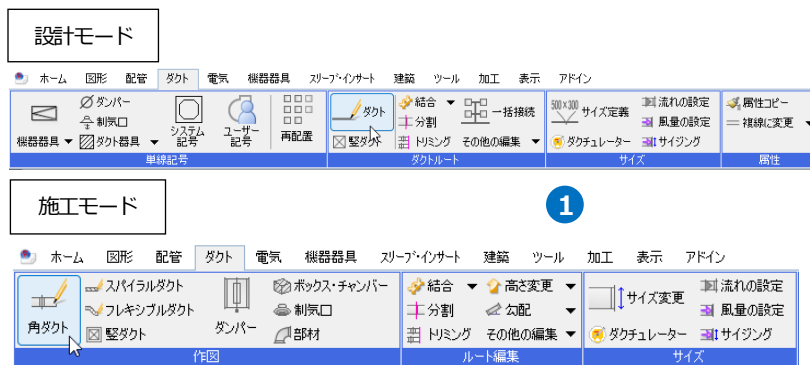 設計モード
ホーム 図形 配管 ダクト 電気 機器器具 スリーブ・インサート 建築 ツール 加工 表示 アドイン
機器器具 ダンパー 制気口 ダクト器具 システム記号 ユーザー記号 再配置 ダクト 竪ダクト 結合 分割 トリミング 一括接続 その他の編集 500×300 サイズ定義 ダクチュレーター 流れの設定 風量の設定 サイジング 属性コピー 複線に変更
単線記号 ダクトルート サイズ 属性
施工モード
1
ホーム 図形 配管 ダクト 電気 機器器具 スリーブ・インサート 建築 ツール 加工 表示 アドイン
角ダクト スパイラルダクト フレキシブルダクト 竪ダクト ダンパー ボックス・チャンバー 制気口 部材 結合 分割 トリミング 高さ変更 勾配 その他の編集 サイズ変更 ダクチュレーター 流れの設定 風量の設定 サイジング
作図 ルート編集 サイズ